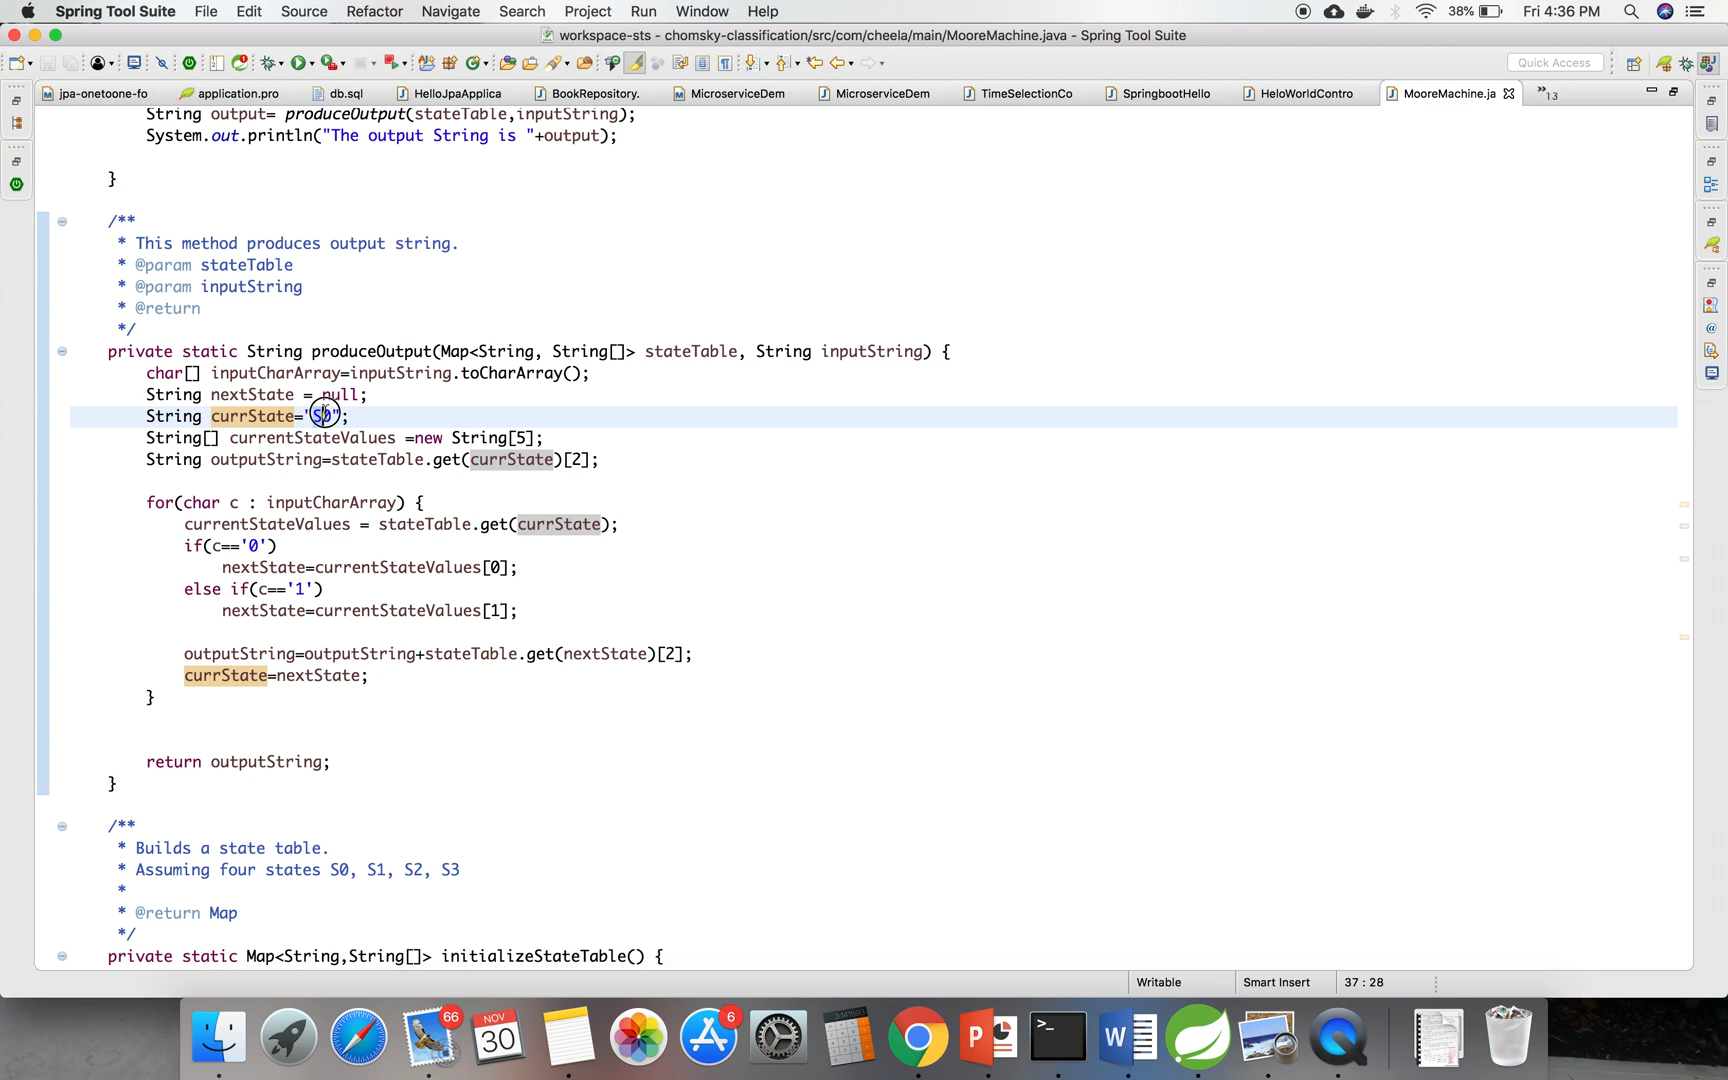 Spring Tool Suite File Edit Source Refactor Navigate Search Project Run Window Help 38% Fri 4:36 PM
workspace-sts - chomsky-classification/src/com/cheela/main/MooreMachine.java - Spring Tool Suite
Quick Access
jpa-onetoone-fo application.pro db.sql HelloJpaApplica BookRepository. MicroserviceDem MicroserviceDem TimeSelectionCo SpringbootHello HeloWorldContro MooreMachine.ja »13
String output= produceOutput(stateTable,inputString);
System.out.println("The output String is "+output);
}
/**
* This method produces output string.
* @param stateTable
* @param inputString
* @return
*/
private static String produceOutput(Map<String, String[]> stateTable, String inputString) {
char[] inputCharArray=inputString.toCharArray();
String nextState = null;
String currState="S0";
String[] currentStateValues =new String[5];
String outputString=stateTable.get(currState)[2];
for(char c : inputCharArray) {
currentStateValues = stateTable.get(currState);
if(c=='0')
nextState=currentStateValues[0];
else if(c=='1')
nextState=currentStateValues[1];
outputString=outputString+stateTable.get(nextState)[2];
currState=nextState;
}
return outputString;
}
/**
* Builds a state table.
* Assuming four states S0, S1, S2, S3
*
* @return Map
*/
private static Map<String,String[]> initializeStateTable() {
Writable Smart Insert 37 : 28
66 NOV 30 6